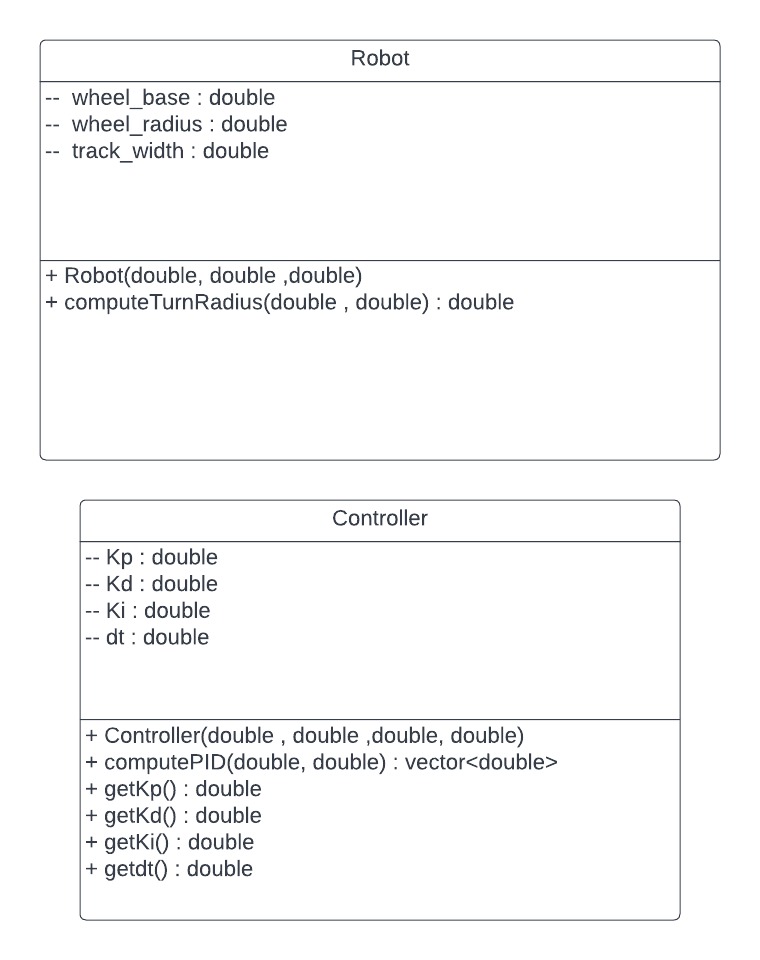 Robot
--  wheel_base : double
--  wheel_radius : double
--  track_width : double
+ Robot(double, double ,double)
+ computeTurnRadius(double , double) : double
Controller
-- Kp : double
-- Kd : double
-- Ki : double
-- dt : double
+ Controller(double , double ,double, double)
+ computePID(double, double) : vector<double>
+ getKp() : double
+ getKd() : double
+ getKi() : double
+ getdt() : double